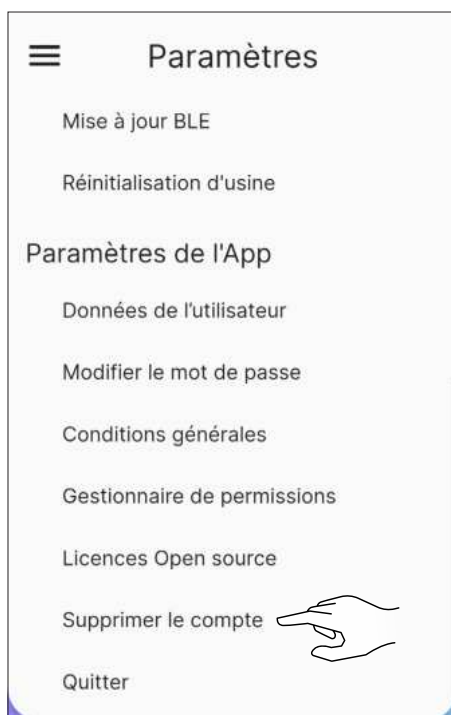 Paramètres
Mise à jour BLE
Réinitialisation d'usine
Paramètres de l'App
Données de l'utilisateur
Modifier le mot de passe
Conditions générales
Gestionnaire de permissions
Licences Open source
Supprimer le compte
Quitter